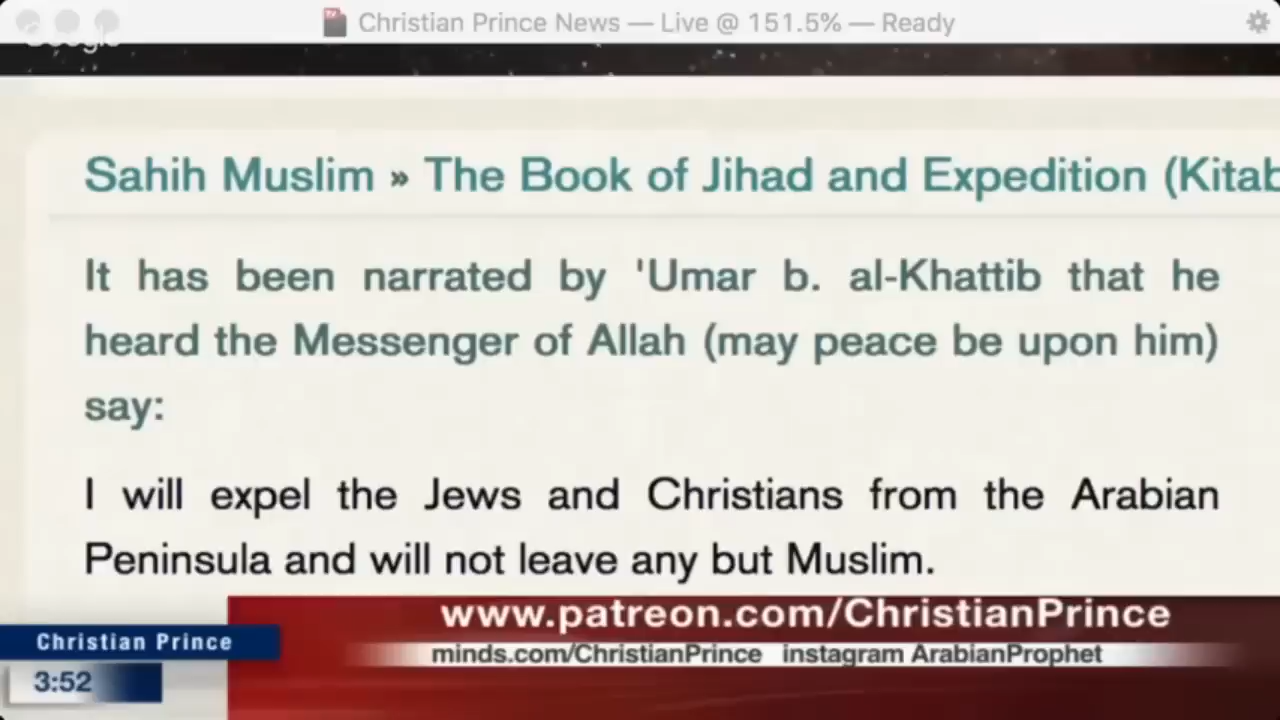 Christian Prince News — Live @ 151.5% — Ready
Google
Sahih Muslim » The Book of Jihad and Expedition (Kitab
It has been narrated by 'Umar b. al-Khattib that he
heard the Messenger of Allah (may peace be upon him)
say:
I will expel the Jews and Christians from the Arabian
Peninsula and will not leave any but Muslim.
www.patreon.com/ChristianPrince
Christian Prince
minds.com/ChristianPrince instagram ArabianProphet
3:52